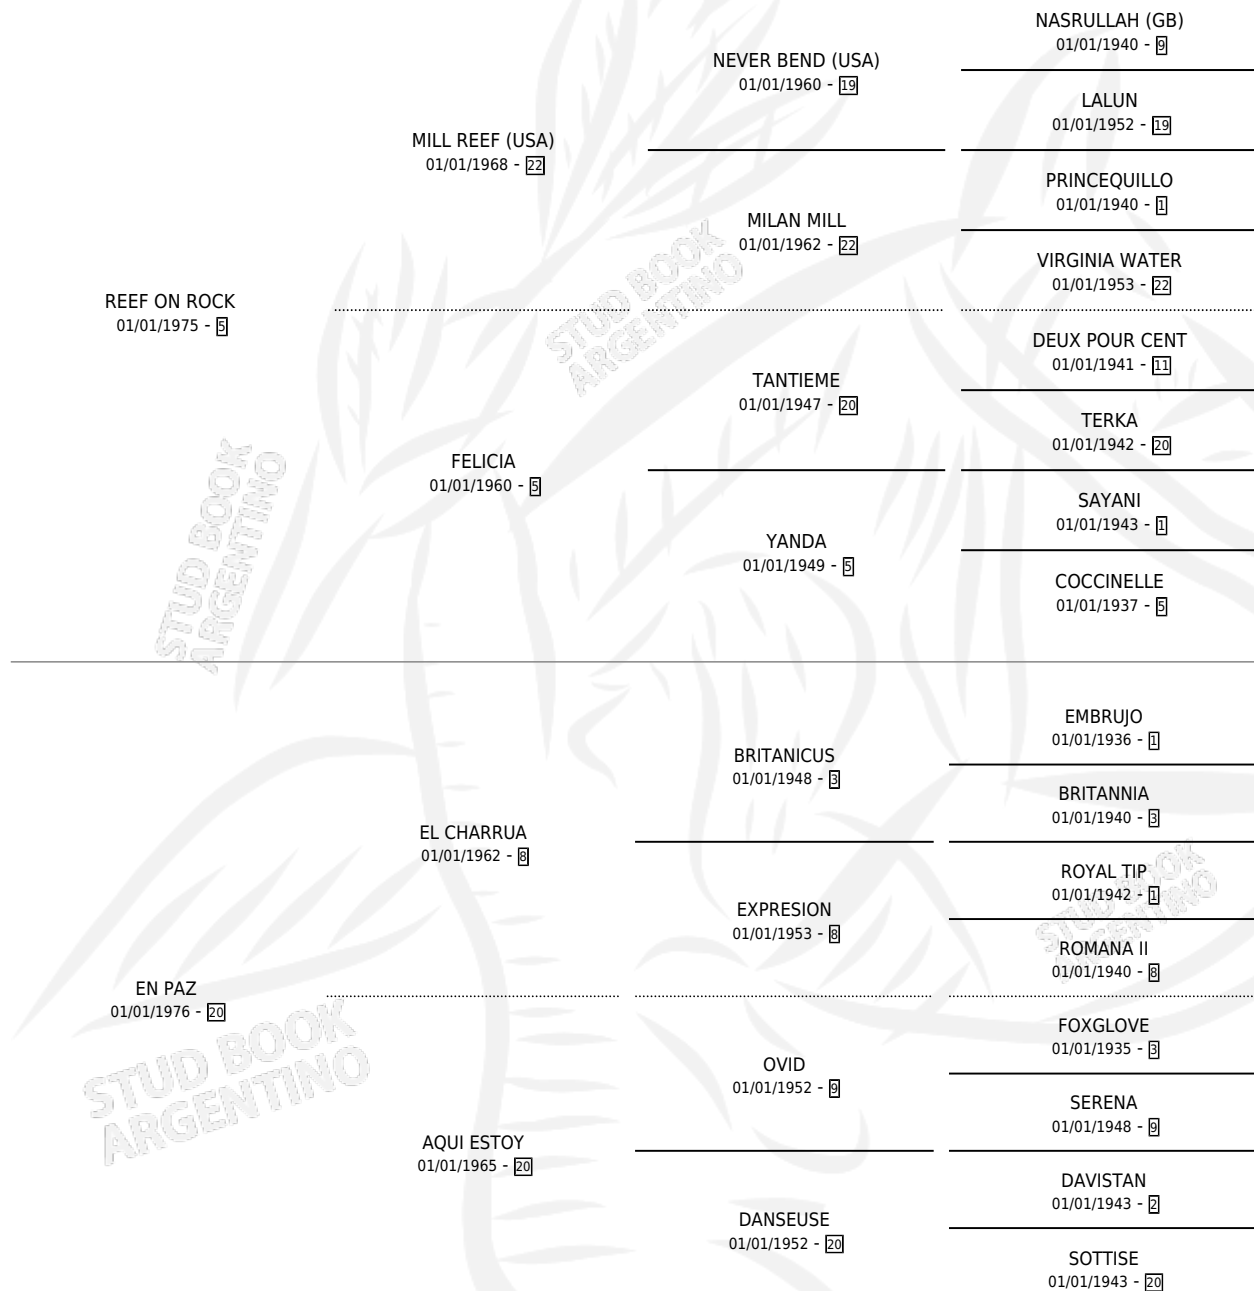 NASRULLAH (GB)
01/01/1940 - 9
NEVER BEND (USA)
01/01/1960 - 19
LALUN
01/01/1952 - 19
MILL REEF (USA)
01/01/1968 - 22
PRINCEQUILLO
01/01/1940 - 1
MILAN MILL
01/01/1962 - 22
VIRGINIA WATER
01/01/1953 - 22
REEF ON ROCK
01/01/1975 - 5
STUD BOOK
ARGENTINO
DEUX POUR CENT
01/01/1941 - 11
TANTIEME
01/01/1947 - 20
TERKA
01/01/1942 - 20
FELICIA
01/01/1960 - 5
SAYANI
01/01/1943 - 1
YANDA
01/01/1949 - 5
COCCINELLE
01/01/1937 - 5
STUD BOOK
ARGENTINO
EMBRUJO
01/01/1936 - 1
BRITANICUS
01/01/1948 - 3
BRITANNIA
01/01/1940 - 3
EL CHARRUA
01/01/1962 - 8
ROYAL TIP
01/01/1942 - 1
EXPRESION
01/01/1953 - 8
STUD BOOK
ARGENTINO
ROMANA II
01/01/1940 - 8
EN PAZ
01/01/1976 - 20
FOXGLOVE
01/01/1935 - 3
OVID
01/01/1952 - 9
STUD BOOK
ARGENTINO
SERENA
01/01/1948 - 9
AQUI ESTOY
01/01/1965 - 20
DAVISTAN
01/01/1943 - 2
DANSEUSE
01/01/1952 - 20
SOTTISE
01/01/1943 - 20